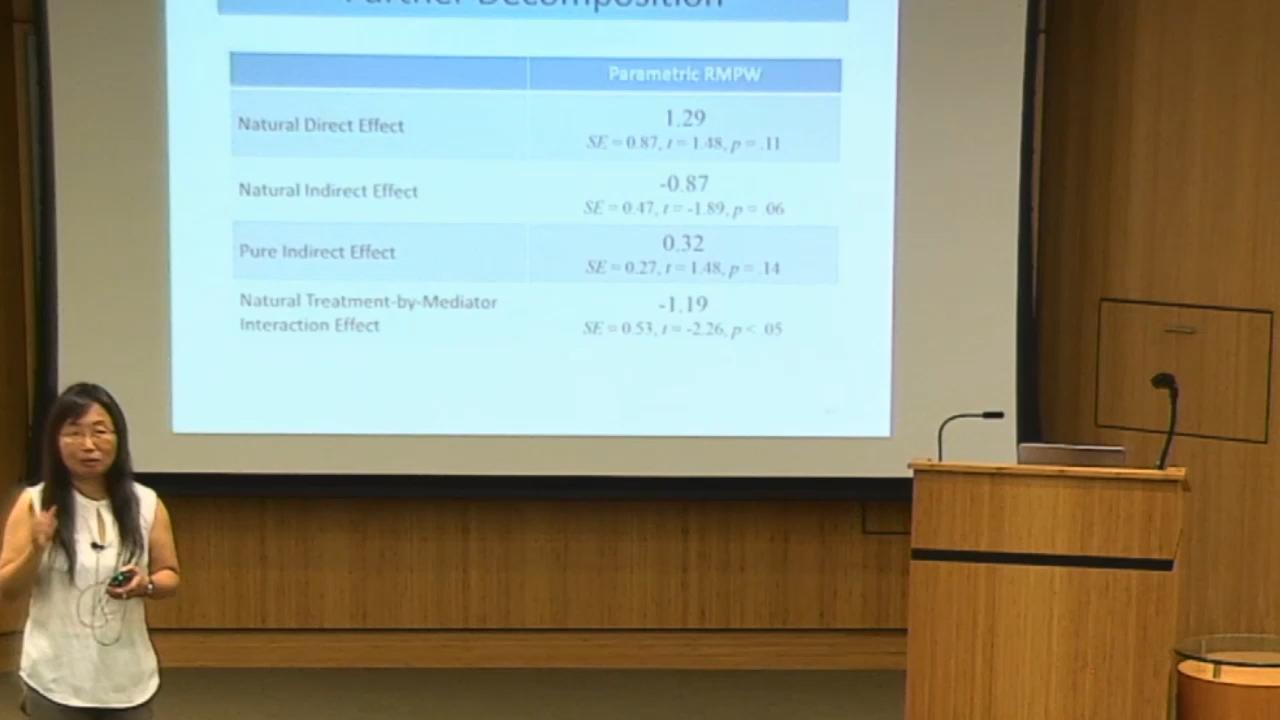 Further Decomposition
Parametric RMPW
Natural Direct Effect
1.29
SE = 0.87, t = 1.48, p = .11
Natural Indirect Effect
-0.87
SE = 0.47, t = -1.89, p = .06
Pure Indirect Effect
0.32
SE = 0.27, t = 1.48, p = .14
Natural Treatment-by-Mediator
Interaction Effect
-1.19
SE = 0.53, t = -2.26, p < .05